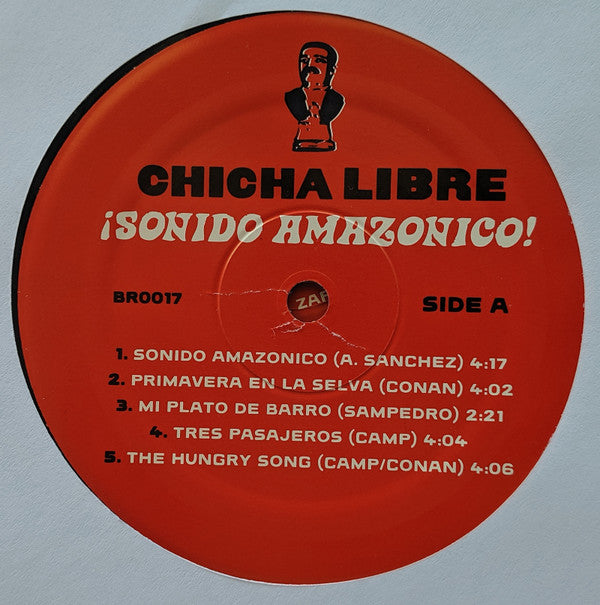 CHICHA LIBRE
¡SONIDO AMAZONICO!
BR0017
ZAP
SIDE A
1. SONIDO AMAZONICO (A. SANCHEZ) 4:17
2. PRIMAVERA EN LA SELVA (CONAN) 4:02
3. MI PLATO DE BARRO (SAMPEDRO) 2:21
4. TRES PASAJEROS (CAMP) 4:04
5. THE HUNGRY SONG (CAMP/CONAN) 4:06